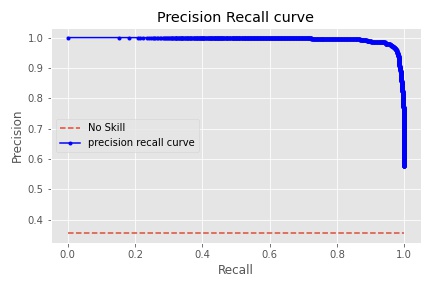 Precision Recall curve
1.0
0.9
0.8
0.7
0.6
0.5
0.4
Precision
No Skill
precision recall curve
0.0 0.2 0.4 0.6 0.8 1.0
Recall